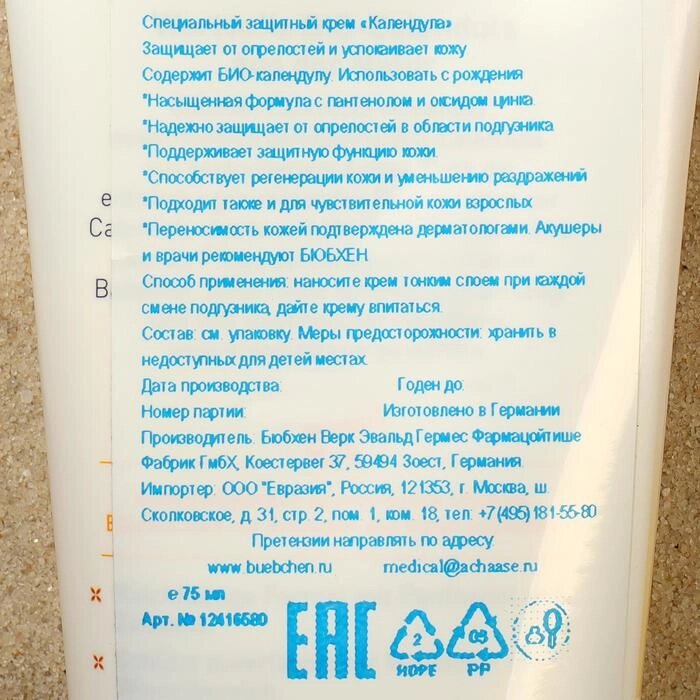 Специальный защитный крем «Календула»
Защищает от опрелостей и успокаивает кожу
Содержит БИО-календулу. Использовать с рождения
*Насыщенная формула с пантенолом и оксидом цинка.
*Надежно защищает от опрелостей в области подгузника
*Поддерживает защитную функцию кожи.
*Способствует регенерации кожи и уменьшению раздражений
*Подходит также и для чувствительной кожи взрослых
*Переносимость кожей подтверждена дерматологами. Акушеры
и врачи рекомендуют БЮБХЕН.
Способ применения: наносите крем тонким слоем при каждой
смене подгузника, дайте крему впитаться.
Состав: см. упаковку. Меры предосторожности: хранить в
недоступных для детей местах.
Дата производства: Годен до:
Номер партии: Изготовлено в Германии
Производитель: Бюбхен Верк Эвальд Гермес Фармацойтише
Фабрик ГмбХ, Коестервег 37, 59494 Зоест, Германия.
Импортер: ООО "Евразия", Россия, 121353, г. Москва, ш.
Сколковское, д. 31, стр. 2, пом. 1, ком. 18, тел: +7(495)181-55-80
Претензии направлять по адресу:
www.buebchen.ru medical@achaase.ru
e 75 мл
Арт. № 12416580
EAC
2
HDPE
05
PP
e
Ca